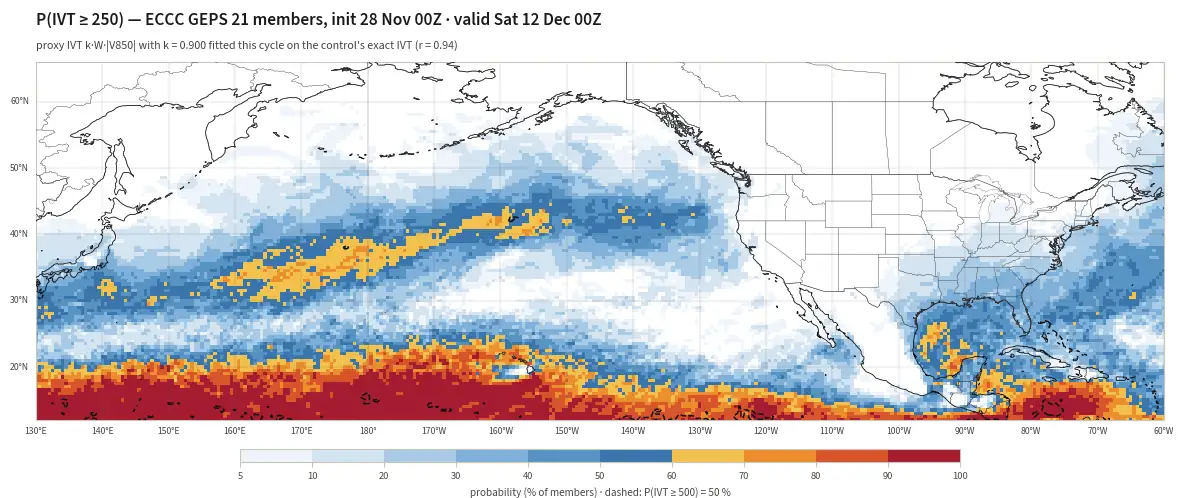 P(IVT ≥ 250) — ECCC GEPS 21 members, init 28 Nov 00Z · valid Sat 12 Dec 00Z
proxy IVT k·W·|V850| with k = 0.900 fitted this cycle on the control's exact IVT (r = 0.94)
60°N
50°N
40°N
30°N
20°N
130°E 140°E 150°E 160°E 170°E 180° 170°W 160°W 150°W 140°W 130°W 120°W 110°W 100°W 90°W 80°W 70°W 60°W
5 10 20 30 40 50 60 70 80 90 100
probability (% of members) · dashed: P(IVT ≥ 500) = 50 %